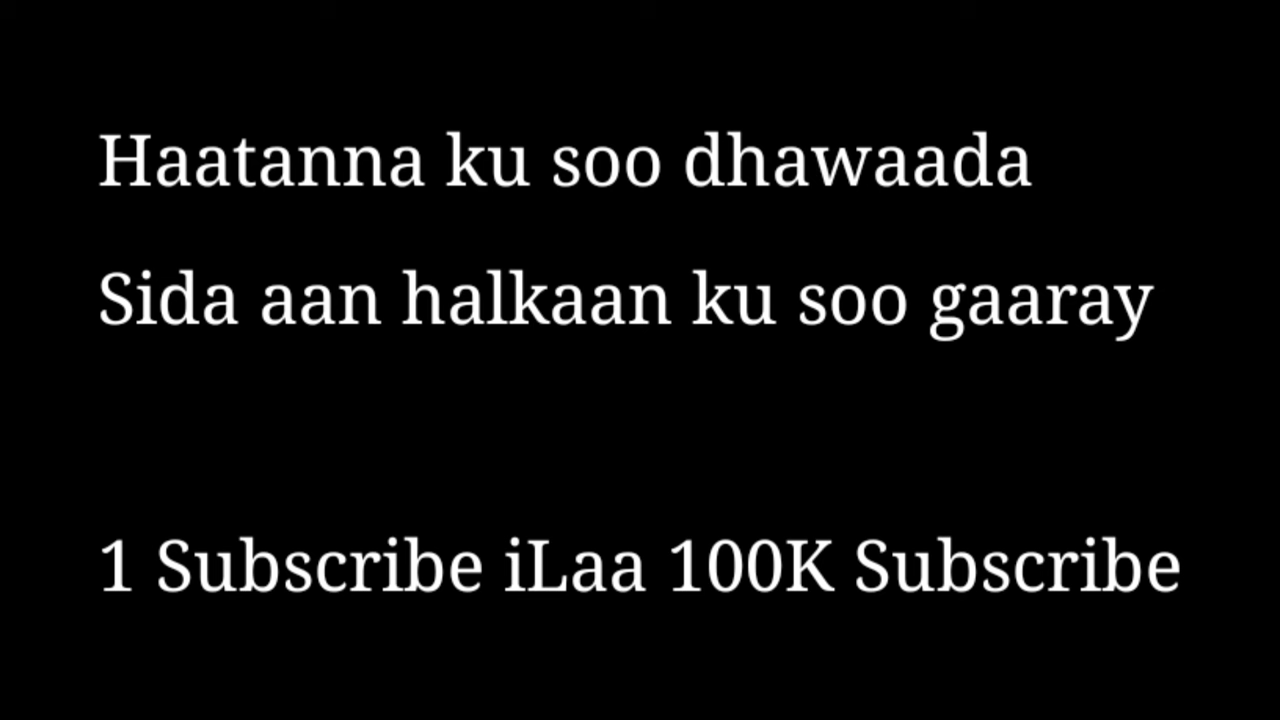 Haatanna ku soo dhawaada
Sida aan halkaan ku soo gaaray
1 Subscribe iLaa 100K Subscribe